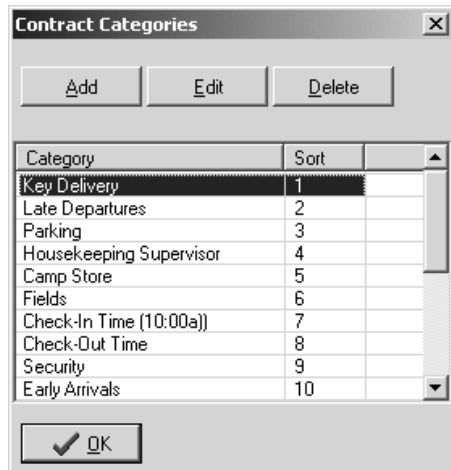 Contract Categories
Add Edit Delete
Category Sort
Key Delivery 1
Late Departures 2
Parking 3
Housekeeping Supervisor 4
Camp Store 5
Fields 6
Check-In Time (10:00a)) 7
Check-Out Time 8
Security 9
Early Arrivals 10
OK